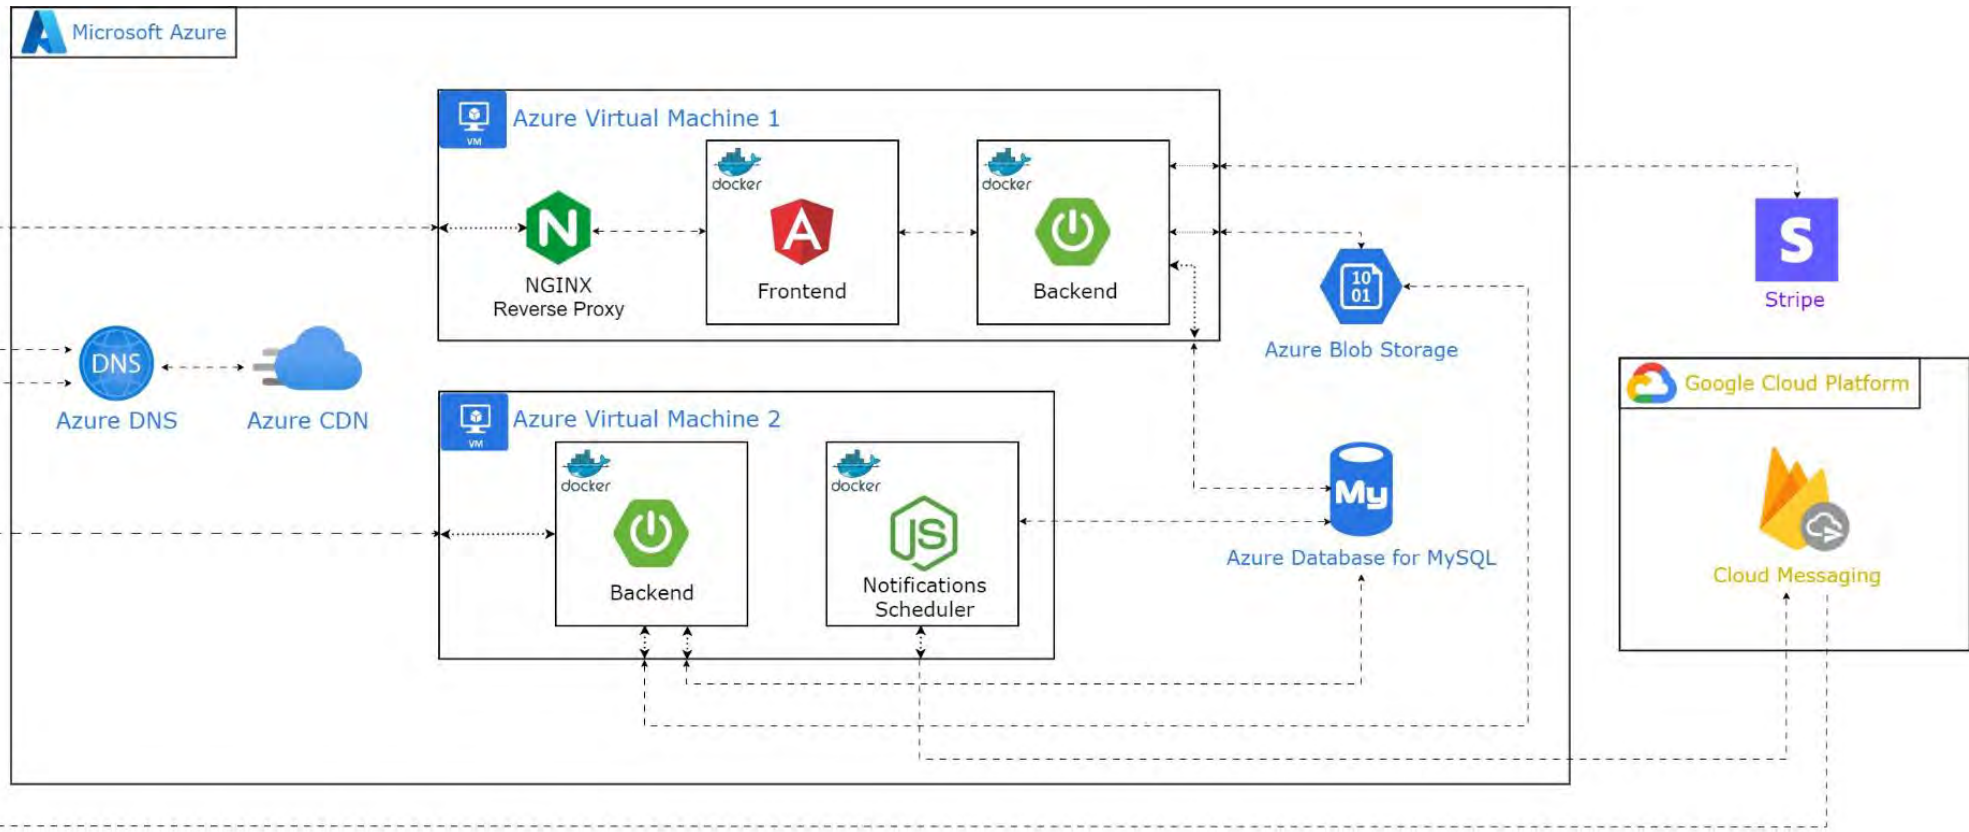 Microsoft Azure
VM
Azure Virtual Machine 1
docker
docker
N
NGINX
Reverse Proxy
Frontend
Backend
10
01
Azure Blob Storage
S
Stripe
DNS
Azure DNS
Azure CDN
Google Cloud Platform
VM
Azure Virtual Machine 2
docker
docker
JS
Backend
Notifications
Scheduler
My
Azure Database for MySQL
Cloud Messaging